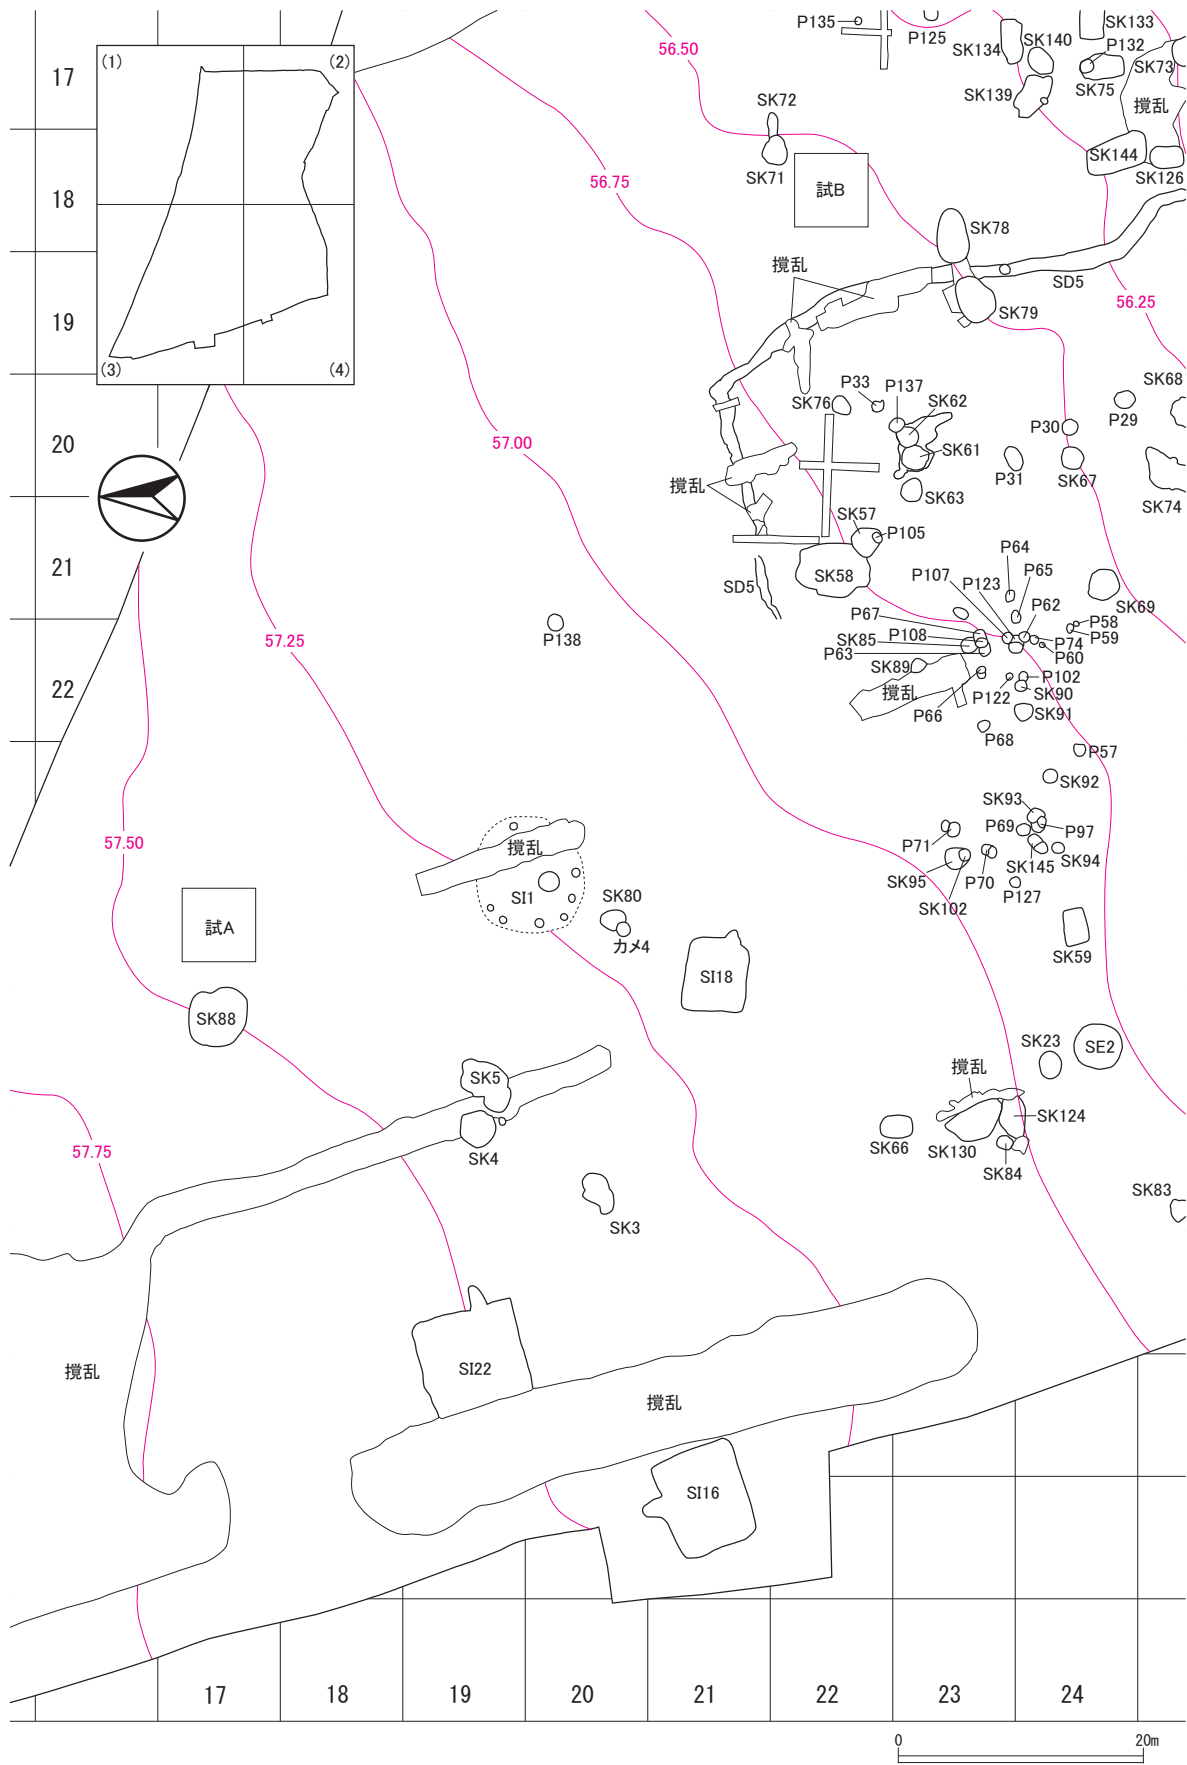 P135
P125
SK134
SK140
SK133
P132
SK73
SK75
SK139
撹乱
SK144
SK126
56.50
(1)
(2)
(3)
(4)
17
18
19
20
21
22
SK72
SK71
56.75
試B
SK78
撹乱
SD5
SK79
56.25
SK68
P33
P137
SK62
SK76
P29
P30
57.00
SK61
P31
SK67
撹乱
SK63
SK74
SK57
P105
P64
SK58
P107
P123
P65
SD5
P62
SK69
P67
P58
P138
P108
P59
SK85
P74
P63
P60
57.25
SK89
撹乱
P102
P122
SK90
P66
SK91
P68
P57
SK92
SK93
57.50
P69
P97
P71
撹乱
SK94
SK145
SK95
P70
SI1
SK80
P127
SK102
試A
カメ4
SK59
SI18
SK88
SK23
SE2
撹乱
SK5
SK124
57.75
SK4
SK66
SK130
SK84
SK83
SK3
撹乱
SI22
撹乱
SI16
17
18
19
20
21
22
23
24
0
20m